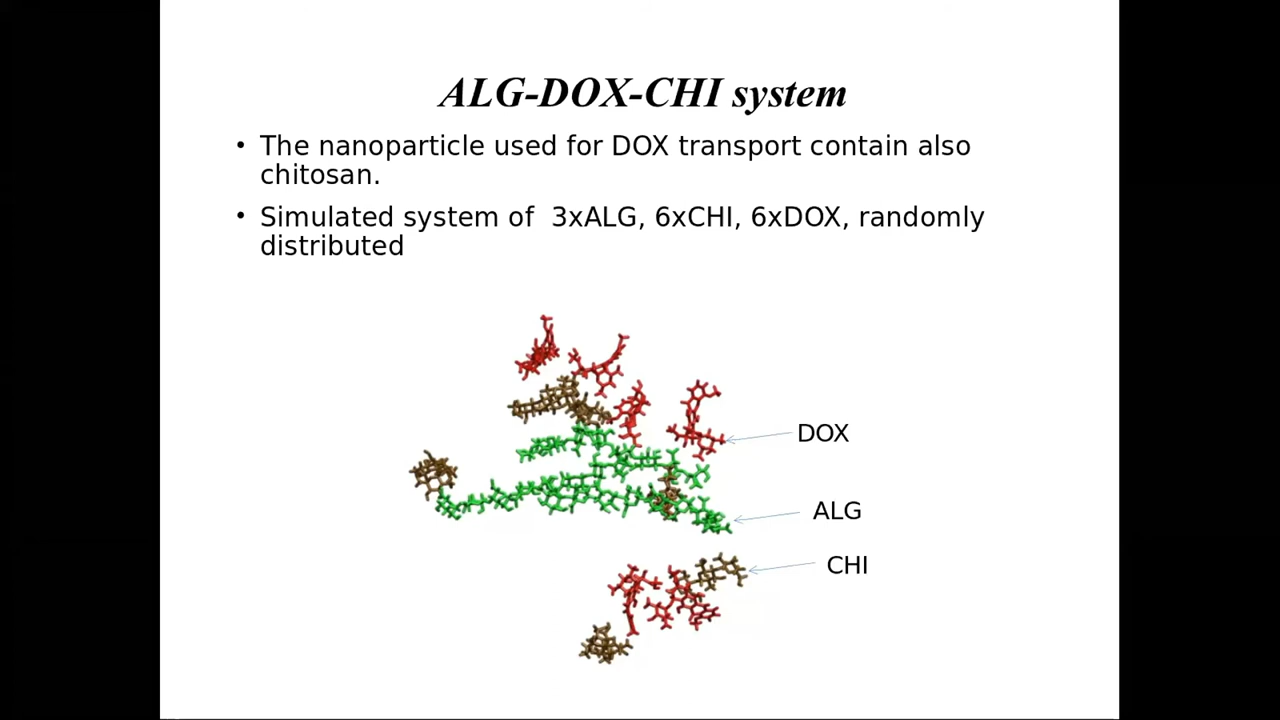 ALG-DOX-CHI system
• The nanoparticle used for DOX transport contain also
chitosan.
• Simulated system of  3xALG, 6xCHI, 6xDOX, randomly
distributed
DOX
ALG
CHI